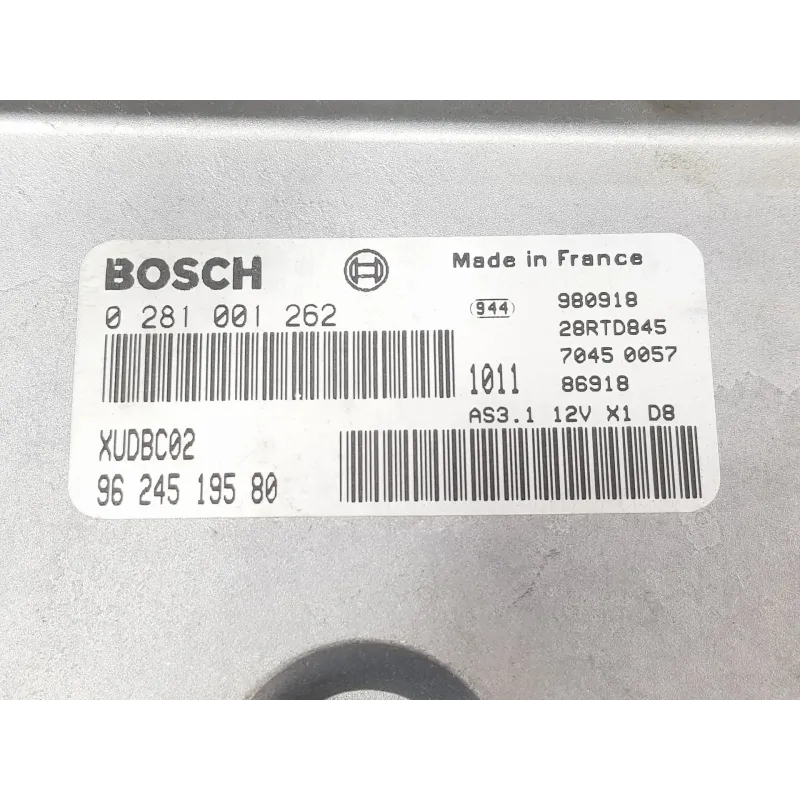 BOSCH
Made in France
0 281 001 262
944
980918
28RTD845
7045 0057
1011
86918
AS3.1 12V X1 D8
XUDBC02
96 245 195 80